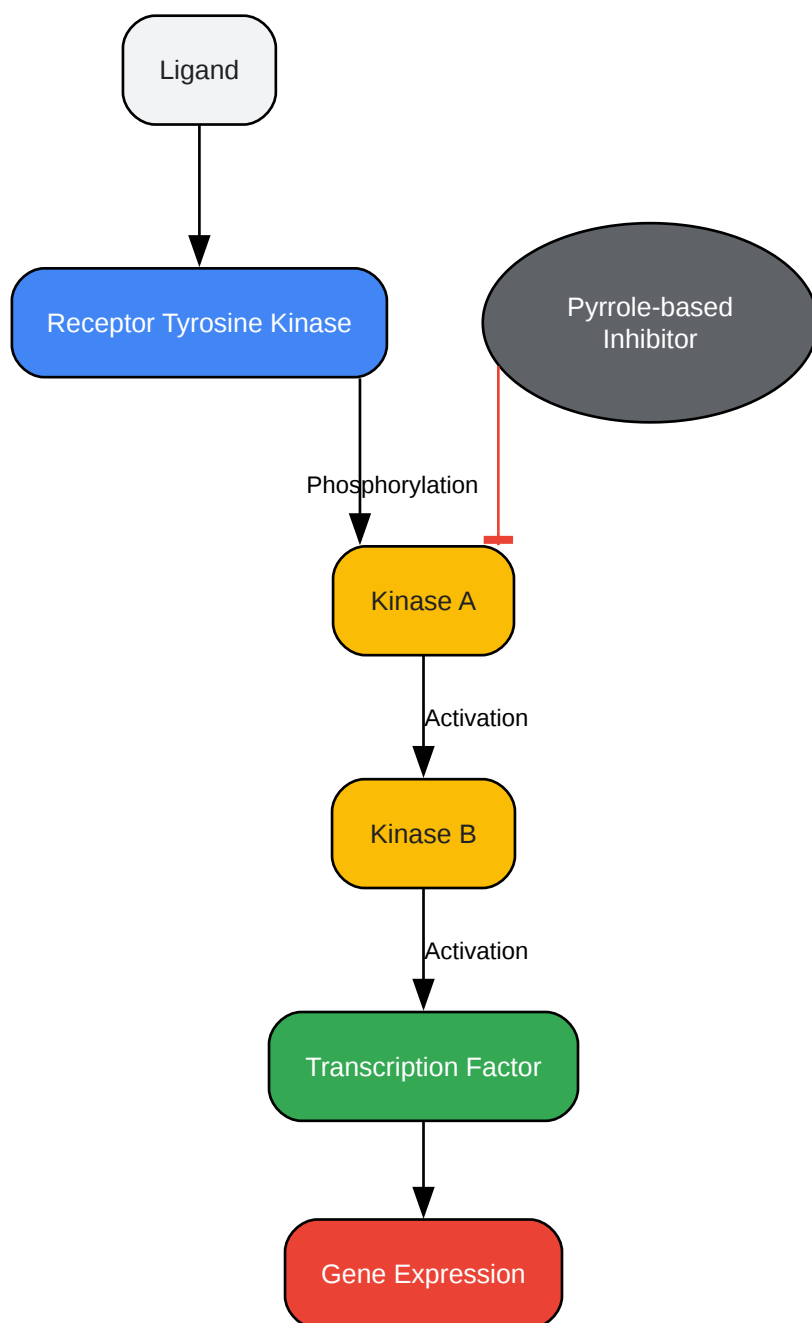 Ligand
Receptor Tyrosine Kinase
Pyrrole-based
Inhibitor
Phosphorylation
Kinase A
Activation
Kinase B
Activation
Transcription Factor
Gene Expression